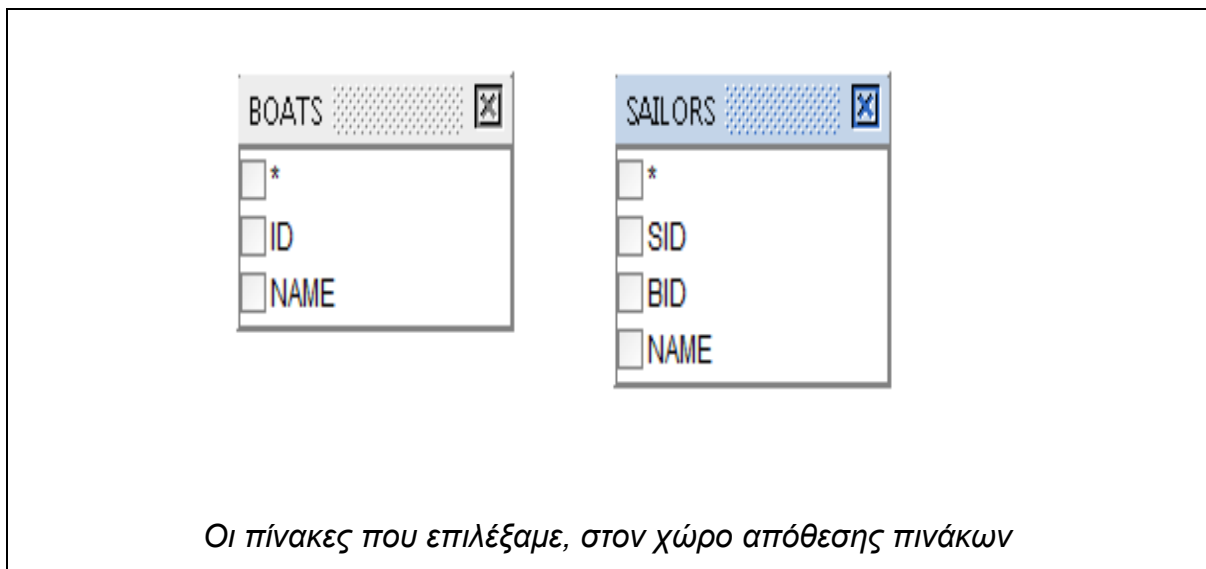 BOATS
*
ID
NAME
SAILORS
*
SID
BID
NAME
Οι πίνακες που επιλέξαμε, στον χώρο απόθεσης πινάκων